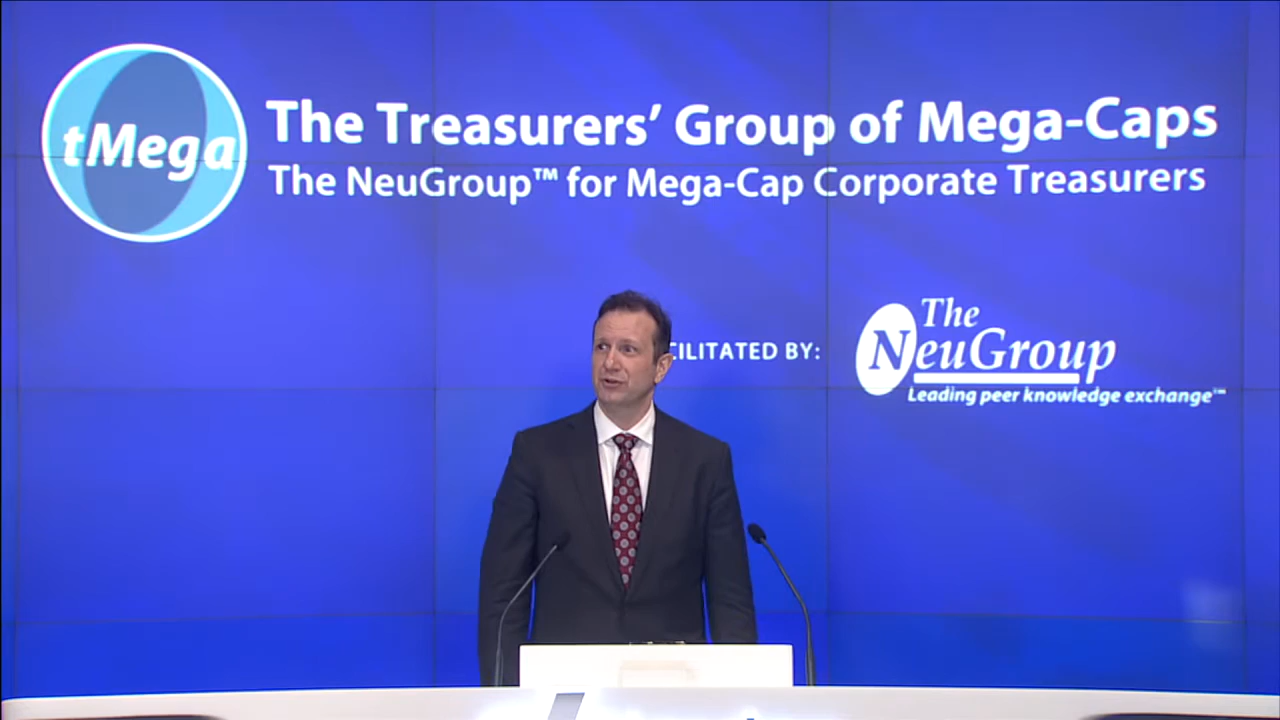 tMega
The Treasurers' Group of Mega-Caps
The NeuGroup™ for Mega-Cap Corporate Treasurers
CILITATED BY:
The
NeuGroup
Leading peer knowledge exchange™